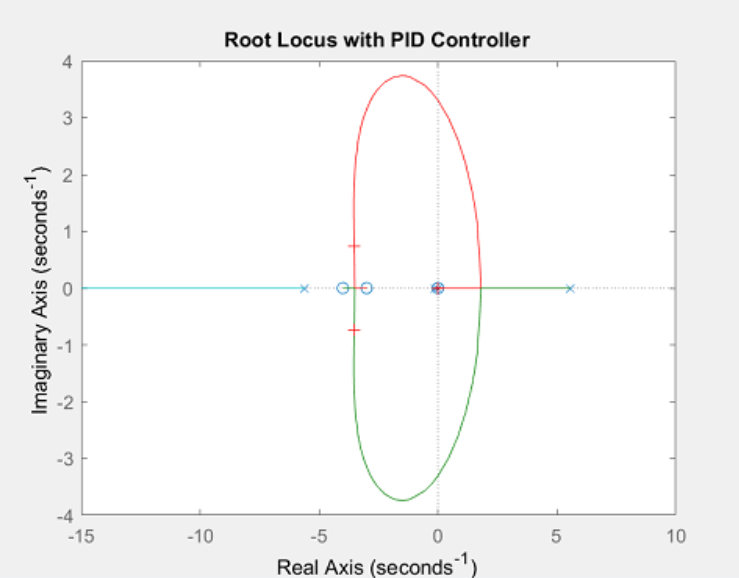 Root Locus with PID Controller
Imaginary Axis (seconds⁻¹)
4
3
2
1
0
-1
-2
-3
-4
-15 -10 -5 0 5 10
Real Axis (seconds⁻¹)